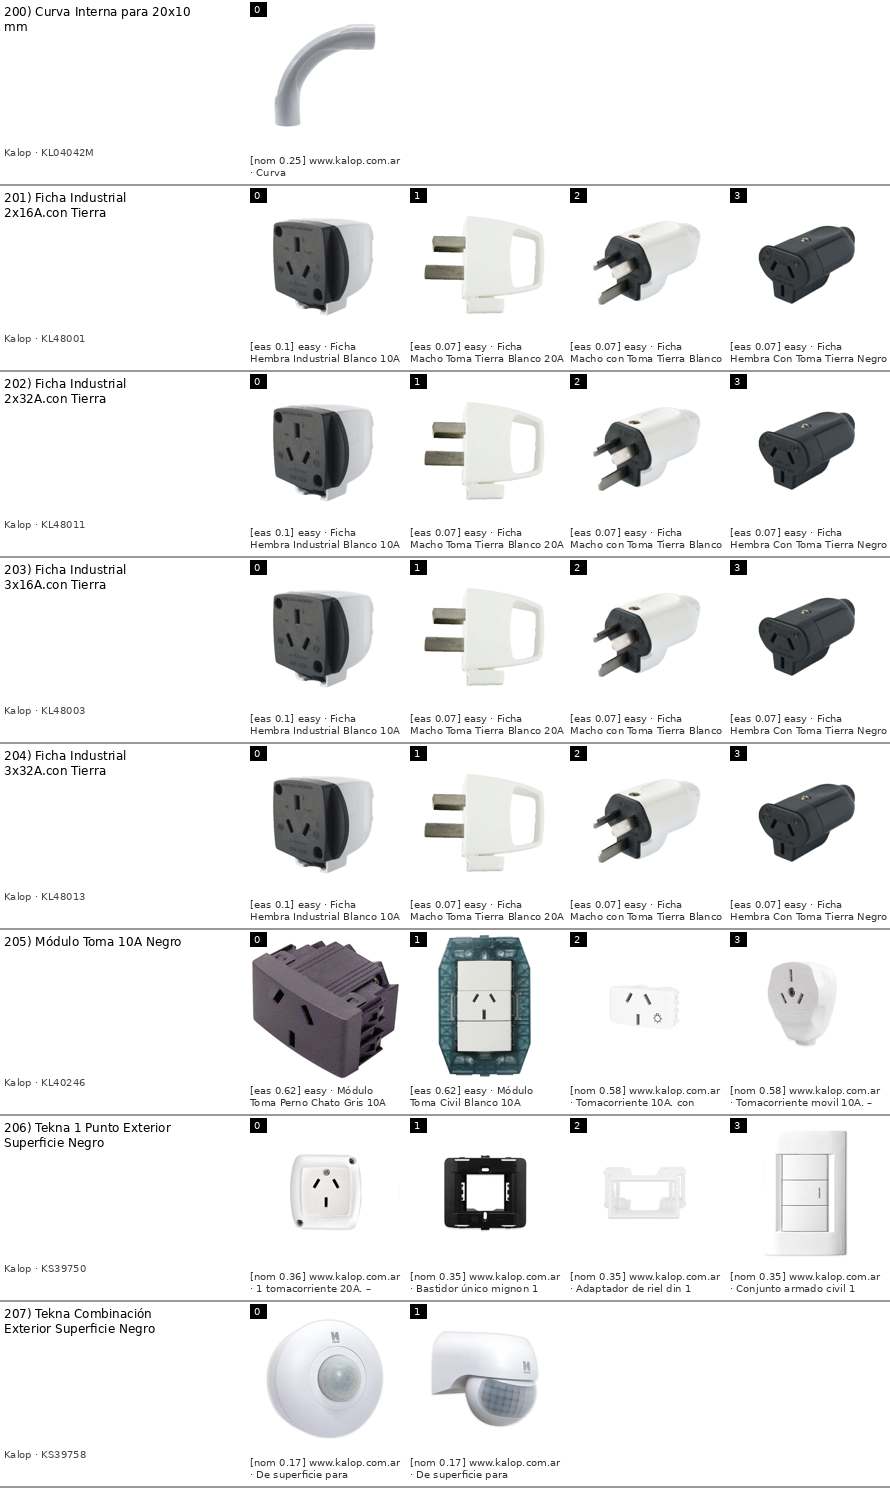 200) Curva Interna para 20x10
mm
Kalop · KL04042M
0
[nom 0.25] www.kalop.com.ar
· Curva
201) Ficha Industrial
2x16A.con Tierra
Kalop · KL48001
0
[eas 0.1] easy · Ficha
Hembra Industrial Blanco 10A
1
[eas 0.07] easy · Ficha
Macho Toma Tierra Blanco 20A
2
[eas 0.07] easy · Ficha
Macho con Toma Tierra Blanco
3
[eas 0.07] easy · Ficha
Hembra Con Toma Tierra Negro
202) Ficha Industrial
2x32A.con Tierra
Kalop · KL48011
0
[eas 0.1] easy · Ficha
Hembra Industrial Blanco 10A
1
[eas 0.07] easy · Ficha
Macho Toma Tierra Blanco 20A
2
[eas 0.07] easy · Ficha
Macho con Toma Tierra Blanco
3
[eas 0.07] easy · Ficha
Hembra Con Toma Tierra Negro
203) Ficha Industrial
3x16A.con Tierra
Kalop · KL48003
0
[eas 0.1] easy · Ficha
Hembra Industrial Blanco 10A
1
[eas 0.07] easy · Ficha
Macho Toma Tierra Blanco 20A
2
[eas 0.07] easy · Ficha
Macho con Toma Tierra Blanco
3
[eas 0.07] easy · Ficha
Hembra Con Toma Tierra Negro
204) Ficha Industrial
3x32A.con Tierra
Kalop · KL48013
0
[eas 0.1] easy · Ficha
Hembra Industrial Blanco 10A
1
[eas 0.07] easy · Ficha
Macho Toma Tierra Blanco 20A
2
[eas 0.07] easy · Ficha
Macho con Toma Tierra Blanco
3
[eas 0.07] easy · Ficha
Hembra Con Toma Tierra Negro
205) Módulo Toma 10A Negro
Kalop · KL40246
0
[eas 0.62] easy · Módulo
Toma Perno Chato Gris 10A
1
[eas 0.62] easy · Módulo
Toma Civil Blanco 10A
2
[nom 0.58] www.kalop.com.ar
· Tomacorriente 10A. con
3
[nom 0.58] www.kalop.com.ar
· Tomacorriente movil 10A. –
206) Tekna 1 Punto Exterior
Superficie Negro
Kalop · KS39750
0
[nom 0.36] www.kalop.com.ar
· 1 tomacorriente 20A. –
1
[nom 0.35] www.kalop.com.ar
· Bastidor único mignon 1
2
[nom 0.35] www.kalop.com.ar
· Adaptador de riel din 1
3
[nom 0.35] www.kalop.com.ar
· Conjunto armado civil 1
207) Tekna Combinación
Exterior Superficie Negro
Kalop · KS39758
0
[nom 0.17] www.kalop.com.ar
· De superficie para
1
[nom 0.17] www.kalop.com.ar
· De superficie para